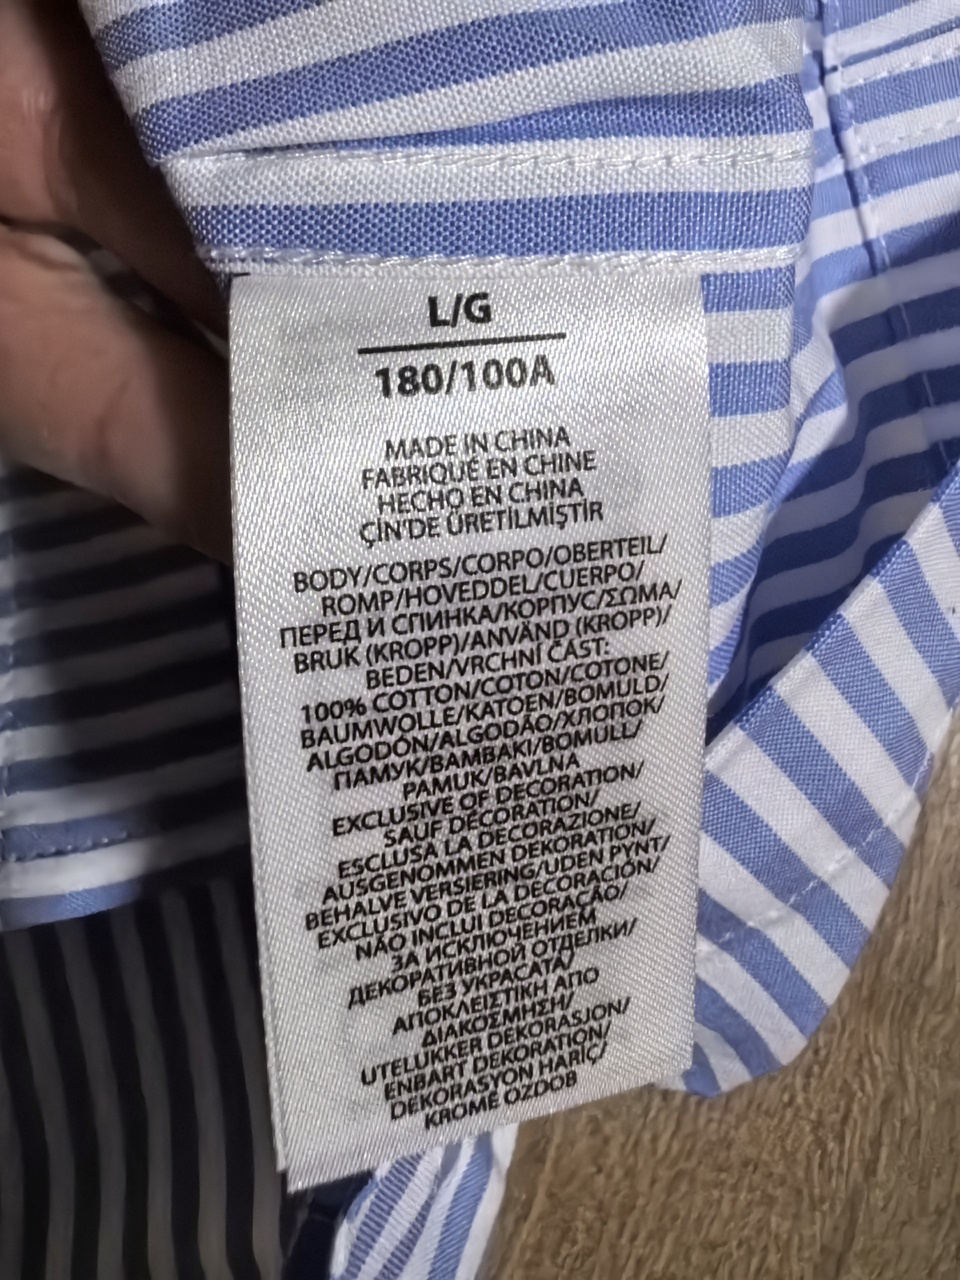 L/G
180/100A
MADE IN CHINA
FABRIQUÉ EN CHINE
HECHO EN CHINA
ÇİN'DE ÜRETİLMİŞTİR
BODY/CORPS/CORPO/OBERTEIL/
ROMP/HOVEDDEL/CUERPO/
ПЕРЕД И СПИНКА/КОРПУС/ΣΩΜΑ/
BRUK (KROPP)/ANVÄND (KROPP)/
BEDEN/VRCHNÍ ČÁST:
100% COTTON/COTON/COTONE/
BAUMWOLLE/KATOEN/BOMULD/
ALGODÓN/ALGODÃO/ХЛОПОК/
ПАМУК/ΒΑΜΒΑΚΙ/BOMULL/
PAMUK/BAVLNA
EXCLUSIVE OF DECORATION/
SAUF DÉCORATION/
ESCLUSA LA DECORAZIONE/
AUSGENOMMEN DEKORATION/
BEHALVE VERSIERING/UDEN PYNT/
EXCLUSIVO DE LA DECORACIÓN/
NÃO INCLUI DECORAÇÃO/
ЗА ИСКЛЮЧЕНИЕМ
ДЕКОРАТИВНОЙ ОТДЕЛКИ/
БЕЗ УКРАСАТА/
ΑΠΟΚΛΕΙΣΤΙΚΗ ΑΠΟ
ΔΙΑΚΟΣΜΗΣΗ/
UTELUKKER DEKORASJON/
ENBART DEKORATION/
DEKORASYON HARİÇ/
KROMĚ OZDOB